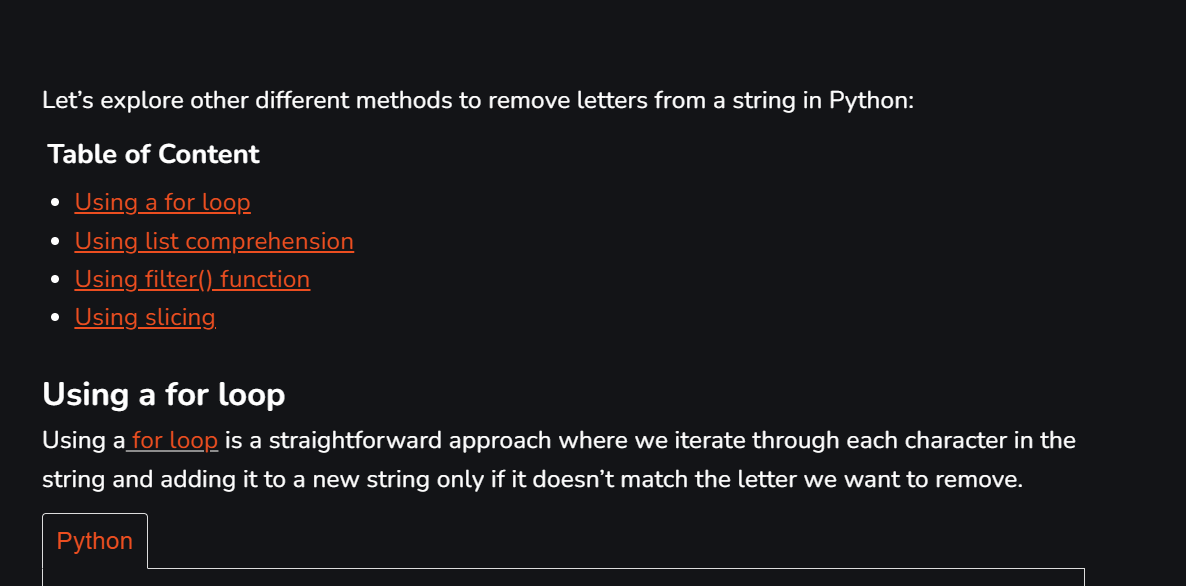 Let’s explore other different methods to remove letters from a string in Python:
Table of Content
Using a for loop
Using list comprehension
Using filter() function
Using slicing
Using a for loop
Using a for loop is a straightforward approach where we iterate through each character in the
string and adding it to a new string only if it doesn’t match the letter we want to remove.
Python